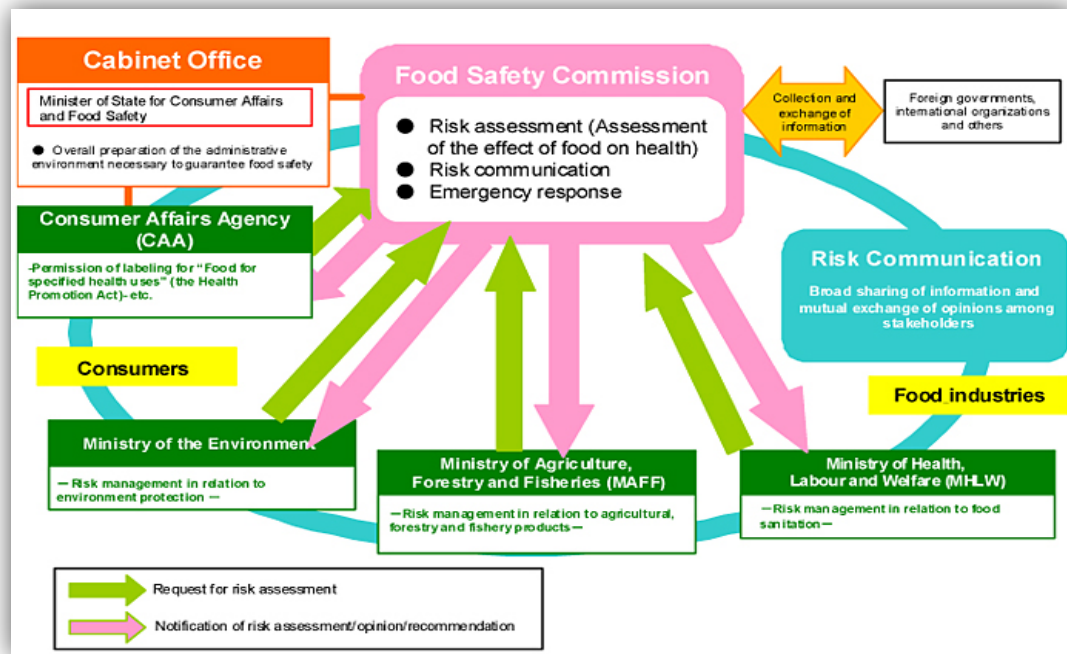 Cabinet Office
Minister of State for Consumer Affairs
and Food Safety
● Overall preparation of the administrative
environment necessary to guarantee food safety
Food Safety Commission
● Risk assessment (Assessment
of the effect of food on health)
● Risk communication
● Emergency response
Collection and
exchange of
information
Foreign governments,
international organizations
and others
Consumer Affairs Agency
(CAA)
-Permission of labeling for “Food for
specified health uses” (the Health
Promotion Act)- etc.
Risk Communication
Broad sharing of information and
mutual exchange of opinions among
stakeholders
Consumers
Food industries
Ministry of the Environment
— Risk management in relation to
environment protection —
Ministry of Agriculture,
Forestry and Fisheries (MAFF)
—Risk management in relation to agricultural,
forestry and fishery products—
Ministry of Health,
Labour and Welfare (MHLW)
—Risk management in relation to food
sanitation—
Request for risk assessment
Notification of risk assessment/opinion/recommendation